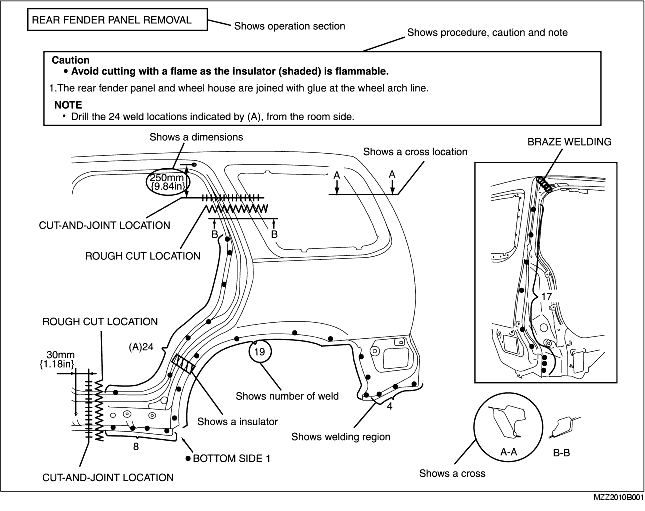 REAR FENDER PANEL REMOVAL
Shows operation section
Shows procedure, caution and note
Caution
• Avoid cutting with a flame as the insulator (shaded) is flammable.
1.The rear fender panel and wheel house are joined with glue at the wheel arch line.
NOTE
• Drill the 24 weld locations indicated by (A), from the room side.
Shows a dimensions
Shows a cross location
BRAZE WELDING
250mm
{9.84in}
A
A
CUT-AND-JOINT LOCATION
B
B
ROUGH CUT LOCATION
17
ROUGH CUT LOCATION
(A)24
30mm
{1.18in}
19
Shows number of weld
4
Shows a insulator
Shows welding region
8
● BOTTOM SIDE 1
A-A
B-B
CUT-AND-JOINT LOCATION
Shows a cross
MZZ2010B001